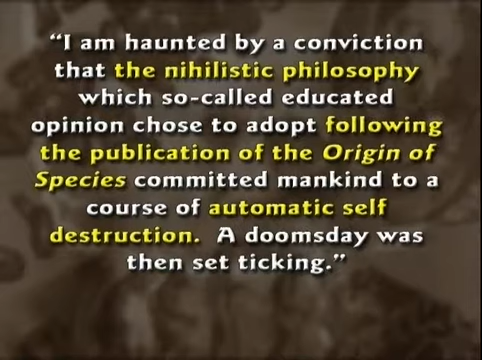 “I am haunted by a conviction
that the nihilistic philosophy
which so-called educated
opinion chose to adopt following
the publication of the Origin of
Species committed mankind to a
course of automatic self
destruction.  A doomsday was
then set ticking.”